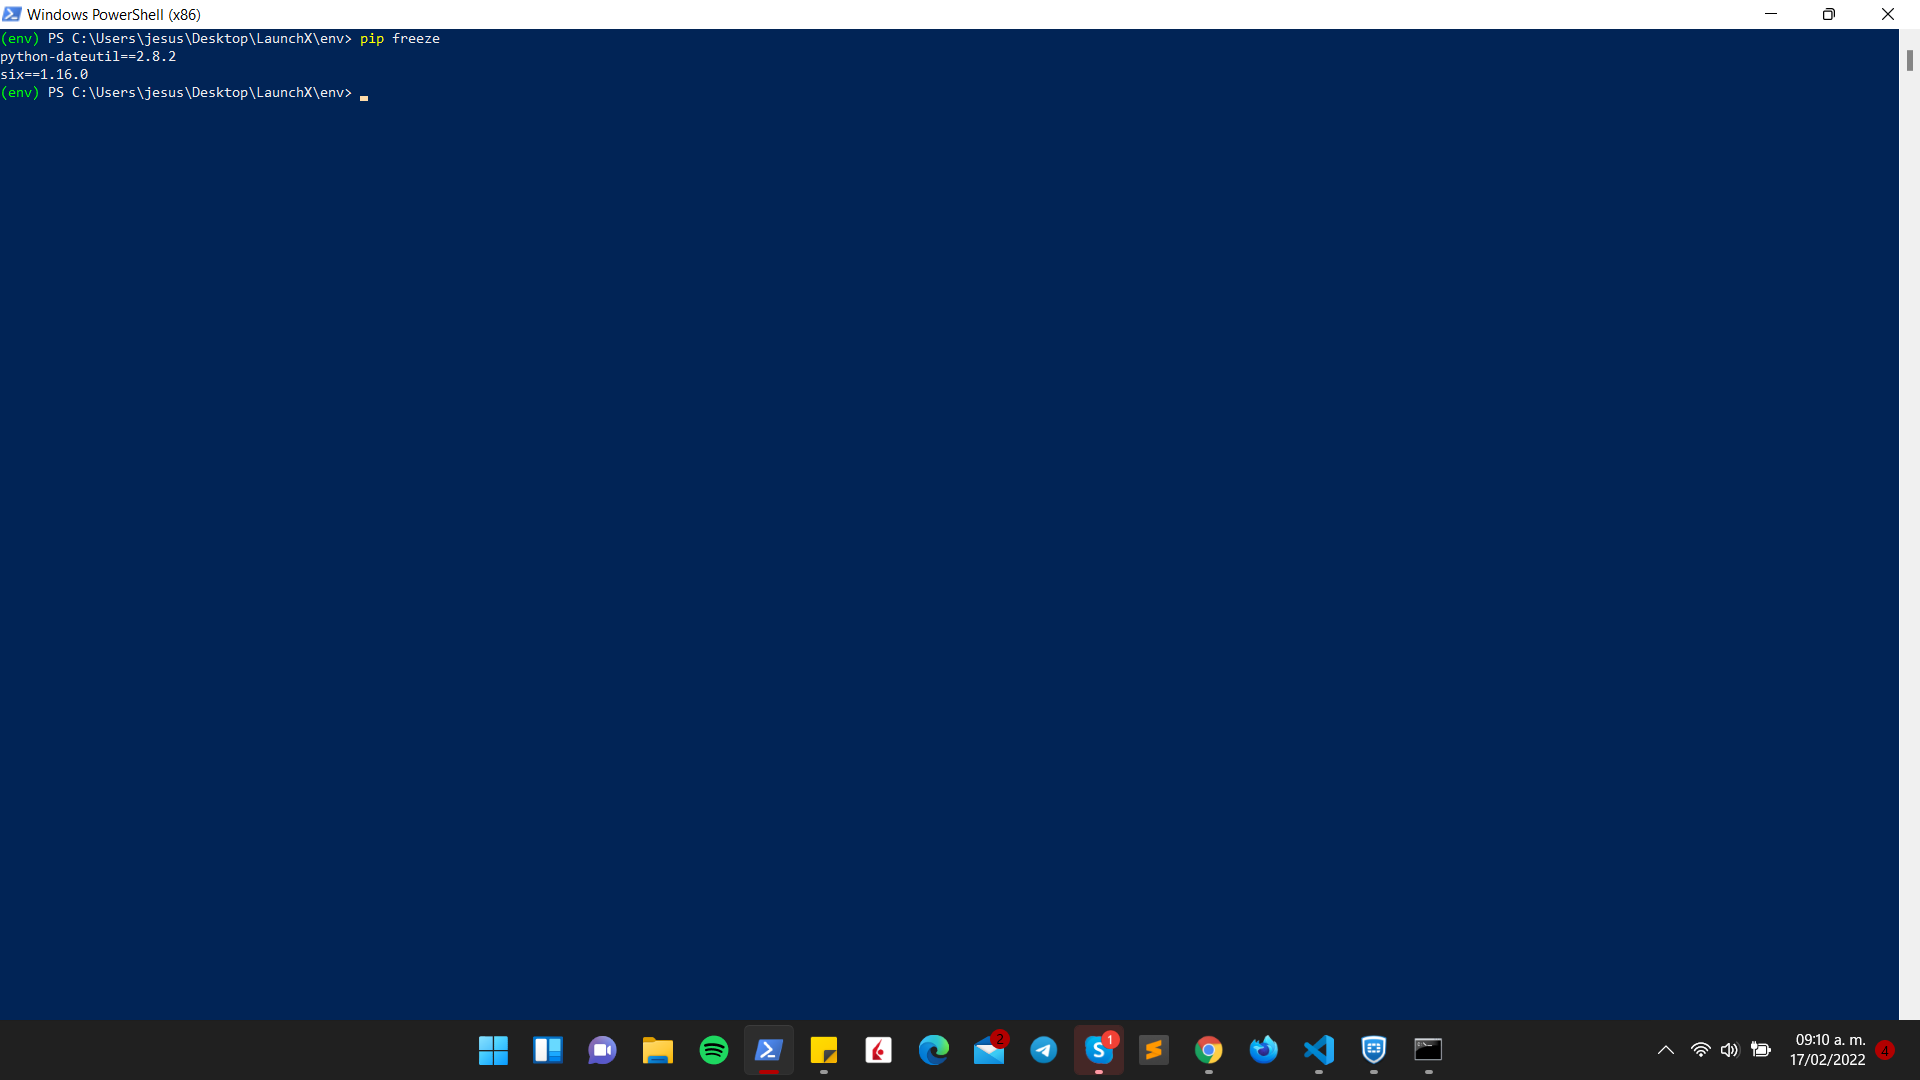 Windows PowerShell (x86)
(env) PS C:\Users\jesus\Desktop\LaunchX\env> pip freeze
python-dateutil==2.8.2
six==1.16.0
(env) PS C:\Users\jesus\Desktop\LaunchX\env>
2
1
S
09:10 a. m.
17/02/2022
4